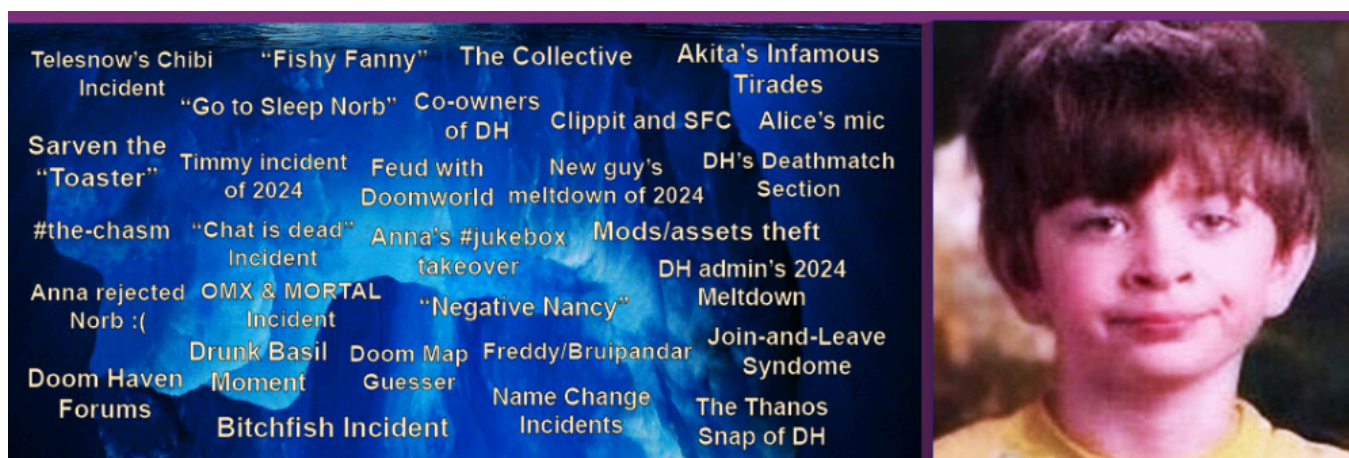 Telesnow's Chibi
Incident
"Fishy Fanny"
The Collective
Akita's Infamous
Tirades
"Go to Sleep Norb"
Co-owners
of DH
Clippit and SFC
Alice's mic
Sarven the
"Toaster"
Timmy incident
of 2024
Feud with
Doomworld
New guy's
meltdown of 2024
DH's Deathmatch
Section
#the-chasm
"Chat is dead"
Incident
Anna's #jukebox
takeover
Mods/assets theft
DH admin's 2024
Meltdown
Anna rejected
Norb :(
OMX & MORTAL
Incident
"Negative Nancy"
Join-and-Leave
Syndome
Drunk Basil
Moment
Doom Map
Guesser
Freddy/Bruipandar
Doom Haven
Forums
Name Change
Incidents
The Thanos
Snap of DH
Bitchfish Incident